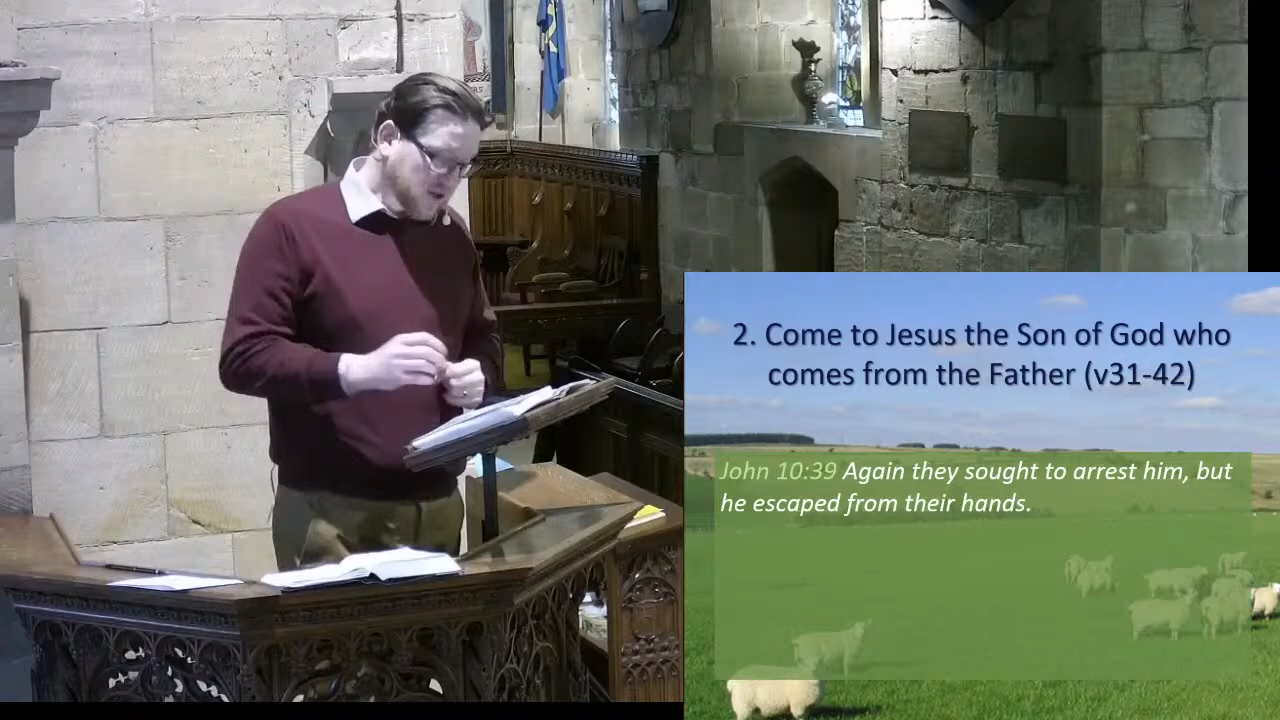 2. Come to Jesus the Son of God who
comes from the Father (v31-42)
John 10:39 Again they sought to arrest him, but
he escaped from their hands.